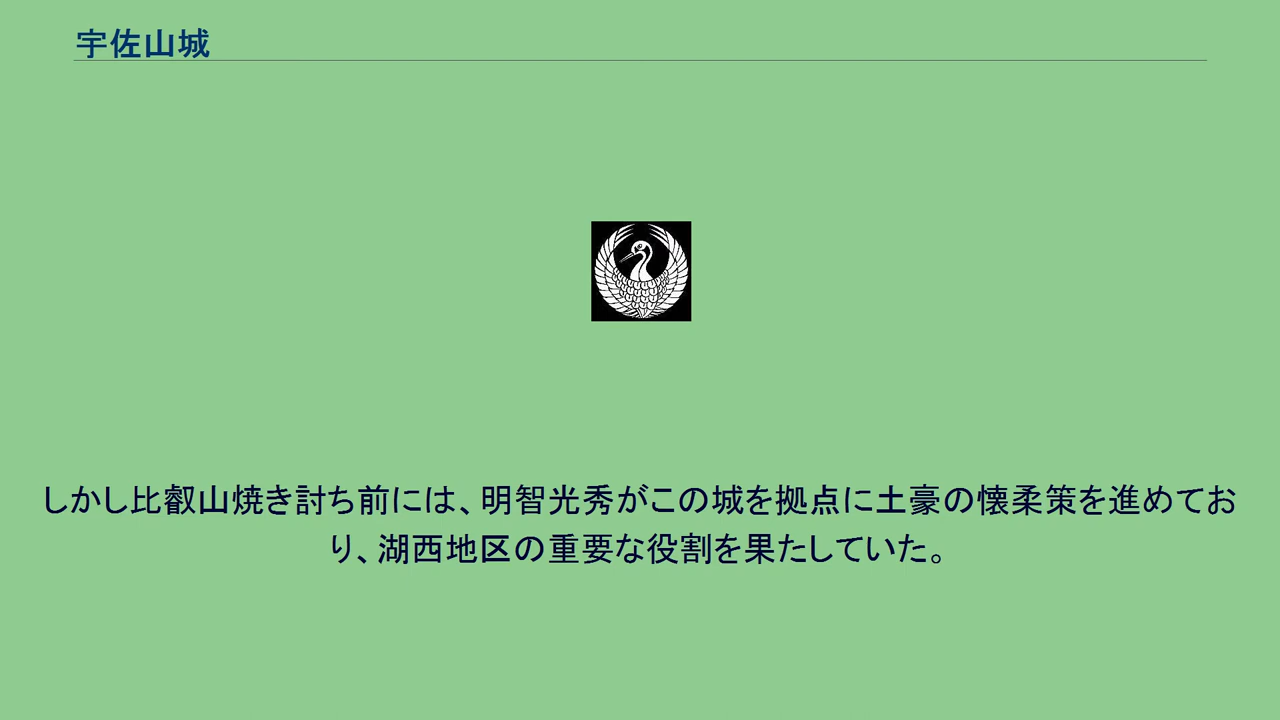 宇佐山城
しかし比叡山焼き討ち前には、明智光秀がこの城を拠点に土豪の懐柔策を進めてお
り、湖西地区の重要な役割を果たしていた。